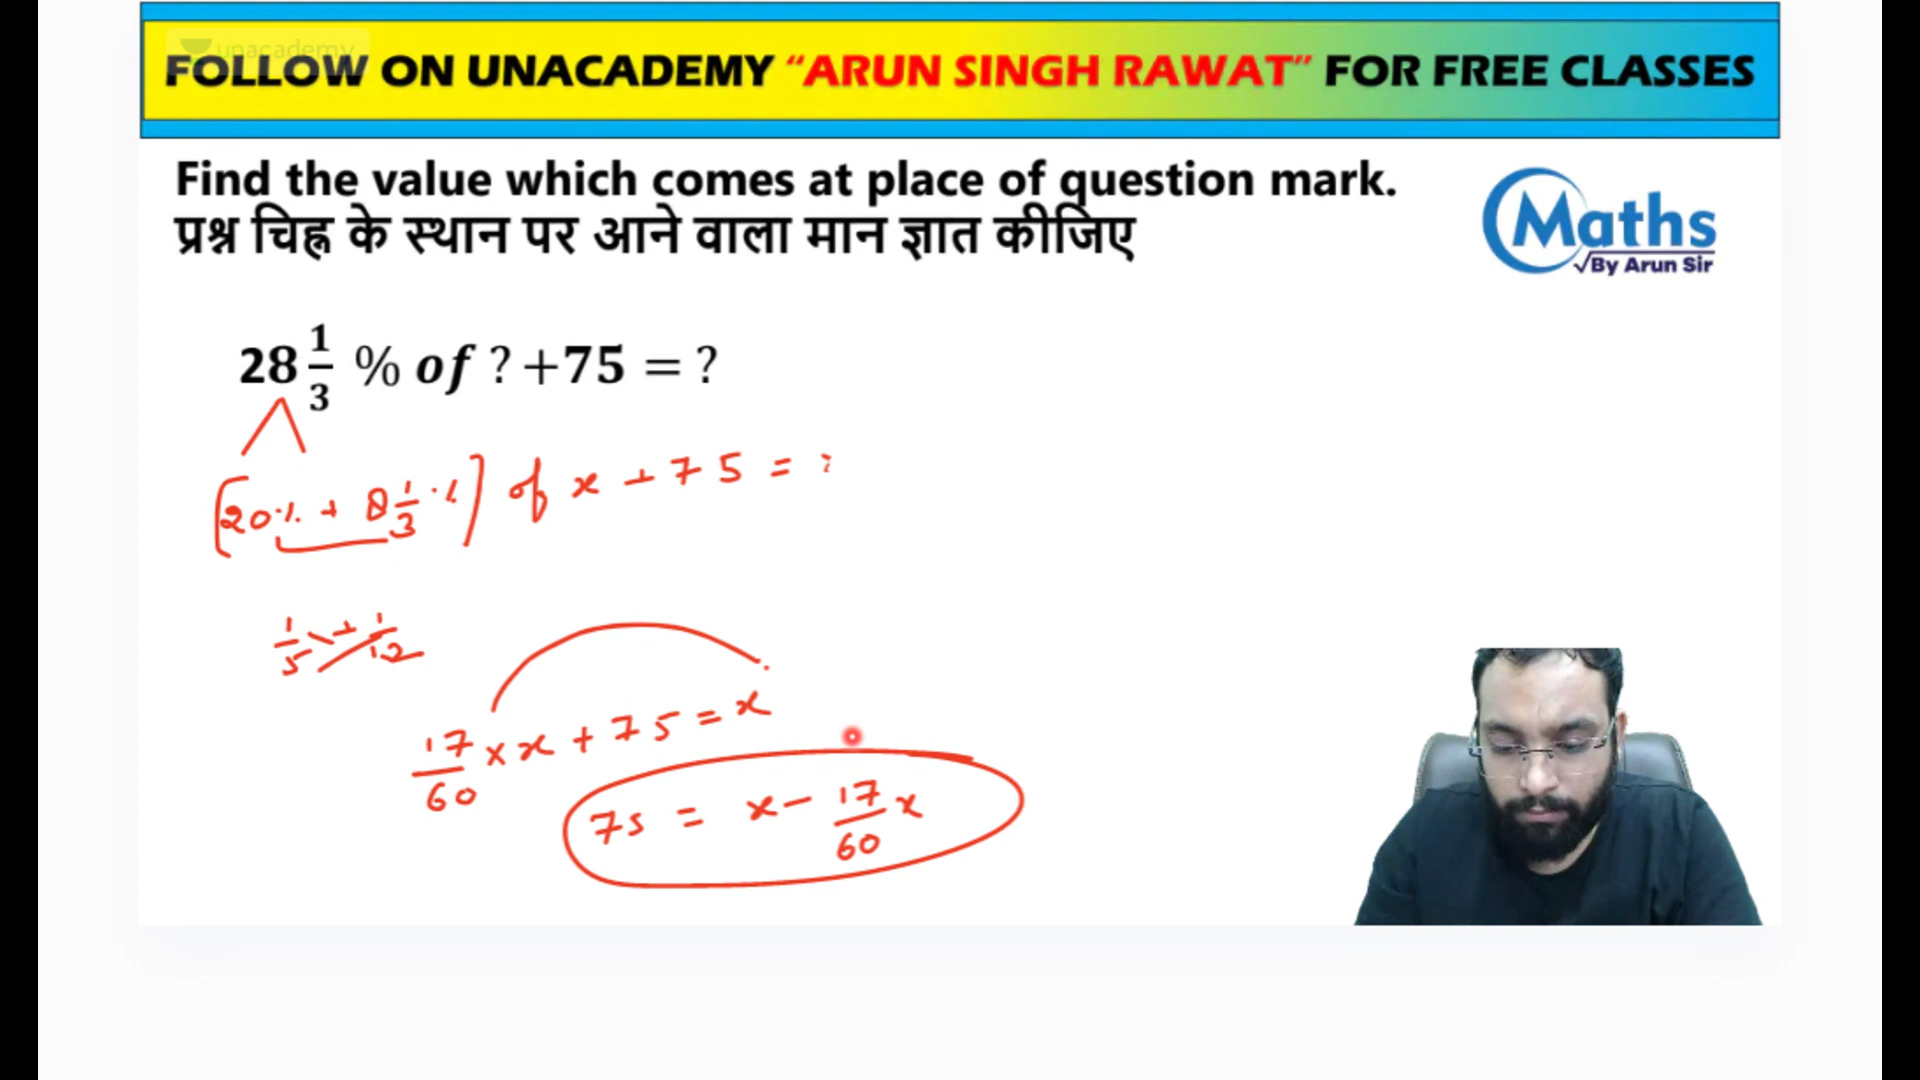 unacademy
FOLLOW ON UNACADEMY “ARUN SINGH RAWAT” FOR FREE CLASSES
Find the value which comes at place of question mark.
प्रश्न चिह्न के स्थान पर आने वाला मान ज्ञात कीजिए
Maths
√By Arun Sir
28 1/3 % of ? +75 = ?
[20% + 8 1/3 %] of x + 75 = ?
1/5 + 1/12
17/60 × x + 75 = x
75 = x - 17/60 x